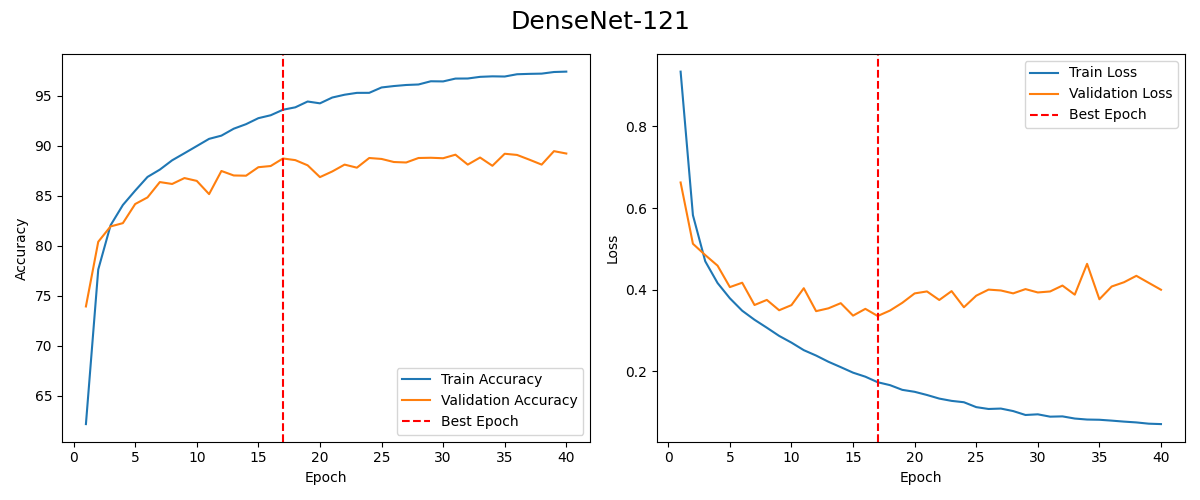 DenseNet-121
95
90
85
80
75
70
65
Accuracy
0 5 10 15 20 25 30 35 40
Epoch
Train Accuracy
Validation Accuracy
Best Epoch
0.8
0.6
0.4
0.2
Loss
0 5 10 15 20 25 30 35 40
Epoch
Train Loss
Validation Loss
Best Epoch